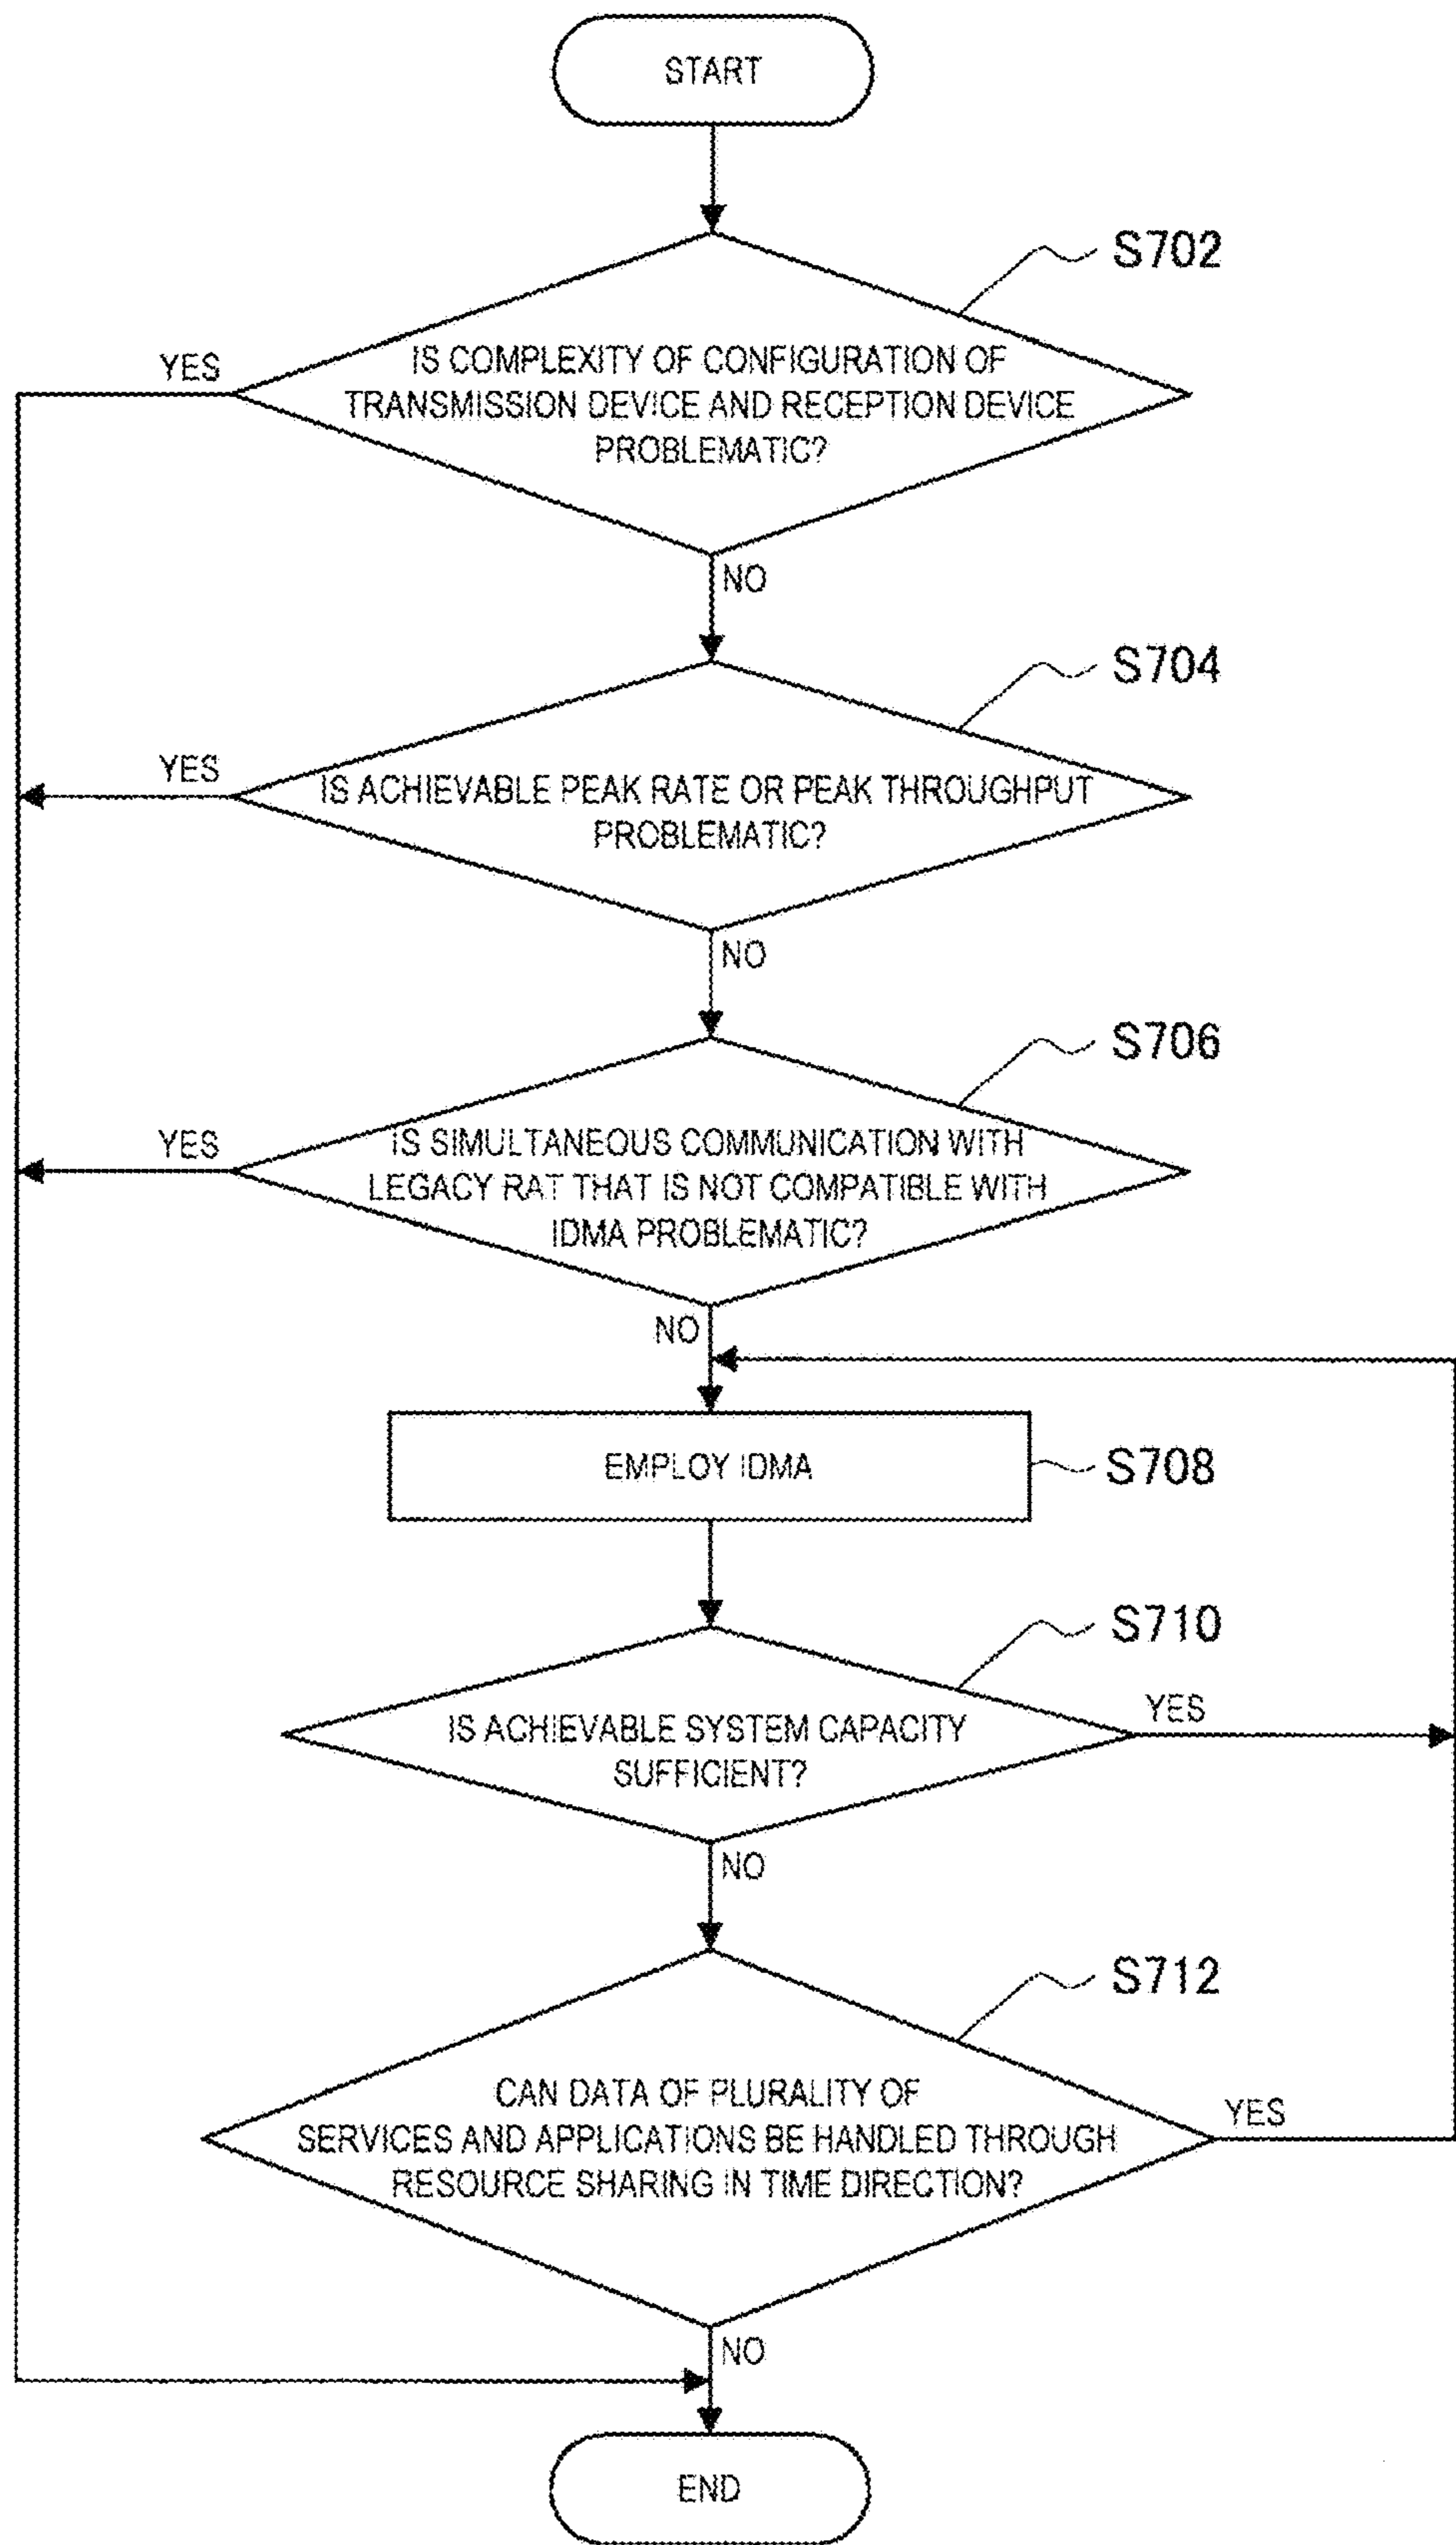 START
S702
YES
IS COMPLEXITY OF CONFIGURATION OF
TRANSMISSION DEVICE AND RECEPTION DEVICE
PROBLEMATIC?
NO
S704
YES
IS ACHIEVABLE PEAK RATE OR PEAK THROUGHPUT
PROBLEMATIC?
NO
S706
YES
IS SIMULTANEOUS COMMUNICATION WITH
LEGACY RAT THAT IS NOT COMPATIBLE WITH
IDMA PROBLEMATIC?
NO
EMPLOY IDMA
S708
S710
YES
IS ACHIEVABLE SYSTEM CAPACITY
SUFFICIENT?
NO
S712
CAN DATA OF PLURALITY OF
SERVICES AND APPLICATIONS BE HANDLED THROUGH
RESOURCE SHARING IN TIME DIRECTION?
YES
NO
END